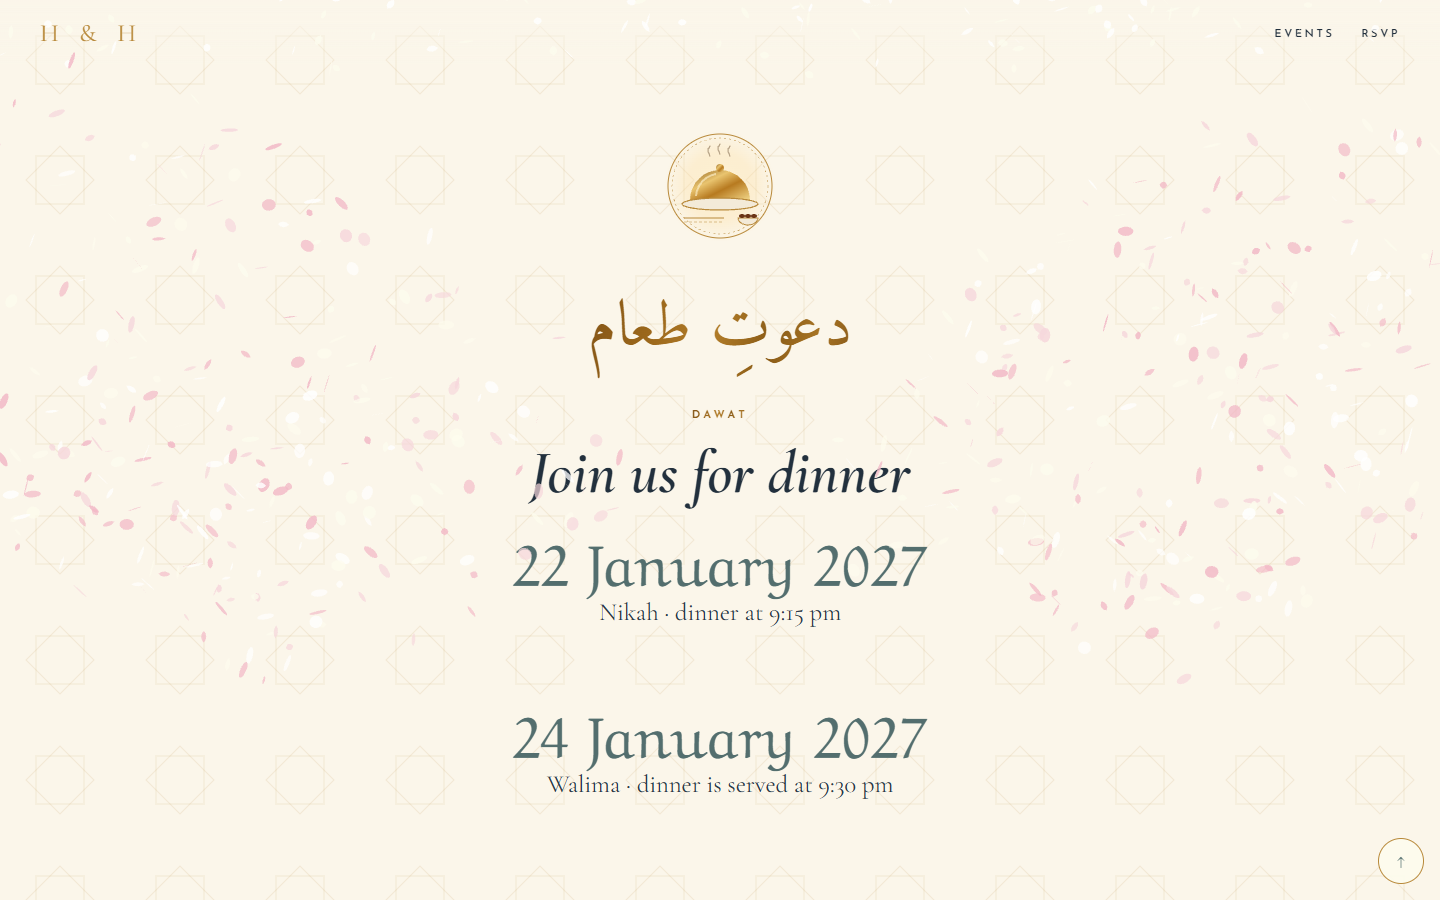 H & H
EVENTS RSVP
دعوتِ طعام
DAWAT
Join us for dinner
22 January 2027
Nikah · dinner at 9:15 pm
24 January 2027
Walima · dinner is served at 9:30 pm
↑